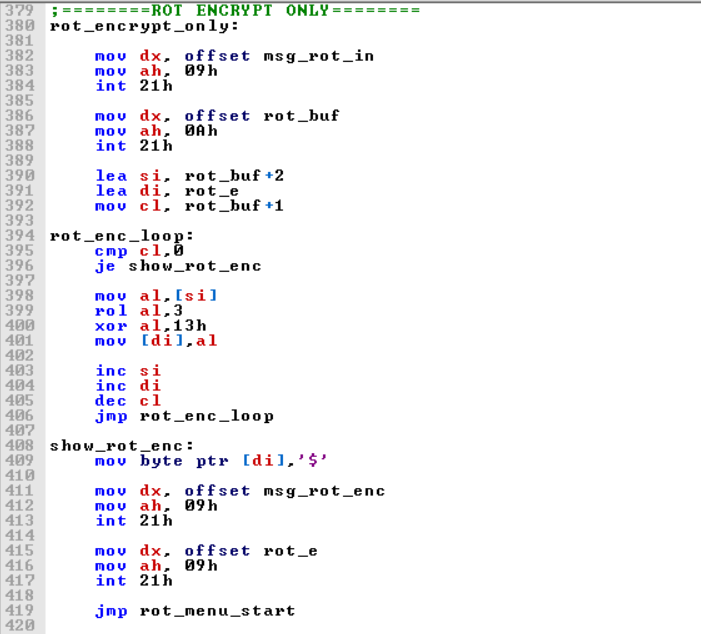 379 ;========ROT ENCRYPT ONLY========
380 rot_encrypt_only:
381
382 mov dx, offset msg_rot_in
383 mov ah, 09h
384 int 21h
385
386 mov dx, offset rot_buf
387 mov ah, 0Ah
388 int 21h
389
390 lea si, rot_buf+2
391 lea di, rot_e
392 mov cl, rot_buf+1
393
394 rot_enc_loop:
395 cmp cl,0
396 je show_rot_enc
397
398 mov al,[si]
399 rol al,3
400 xor al,13h
401 mov [di],al
402
403 inc si
404 inc di
405 dec cl
406 jmp rot_enc_loop
407
408 show_rot_enc:
409 mov byte ptr [di],'$'
410
411 mov dx, offset msg_rot_enc
412 mov ah, 09h
413 int 21h
414
415 mov dx, offset rot_e
416 mov ah, 09h
417 int 21h
418
419 jmp rot_menu_start
420